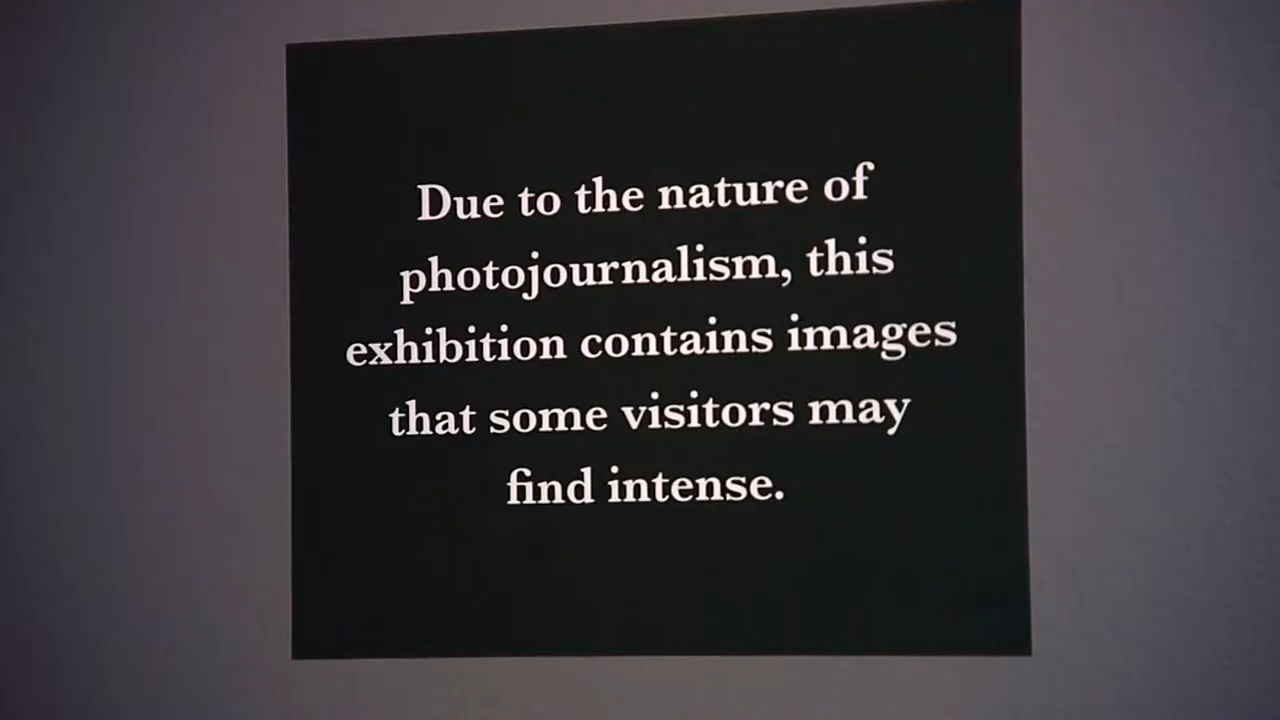 Due to the nature of
photojournalism, this
exhibition contains images
that some visitors may
find intense.